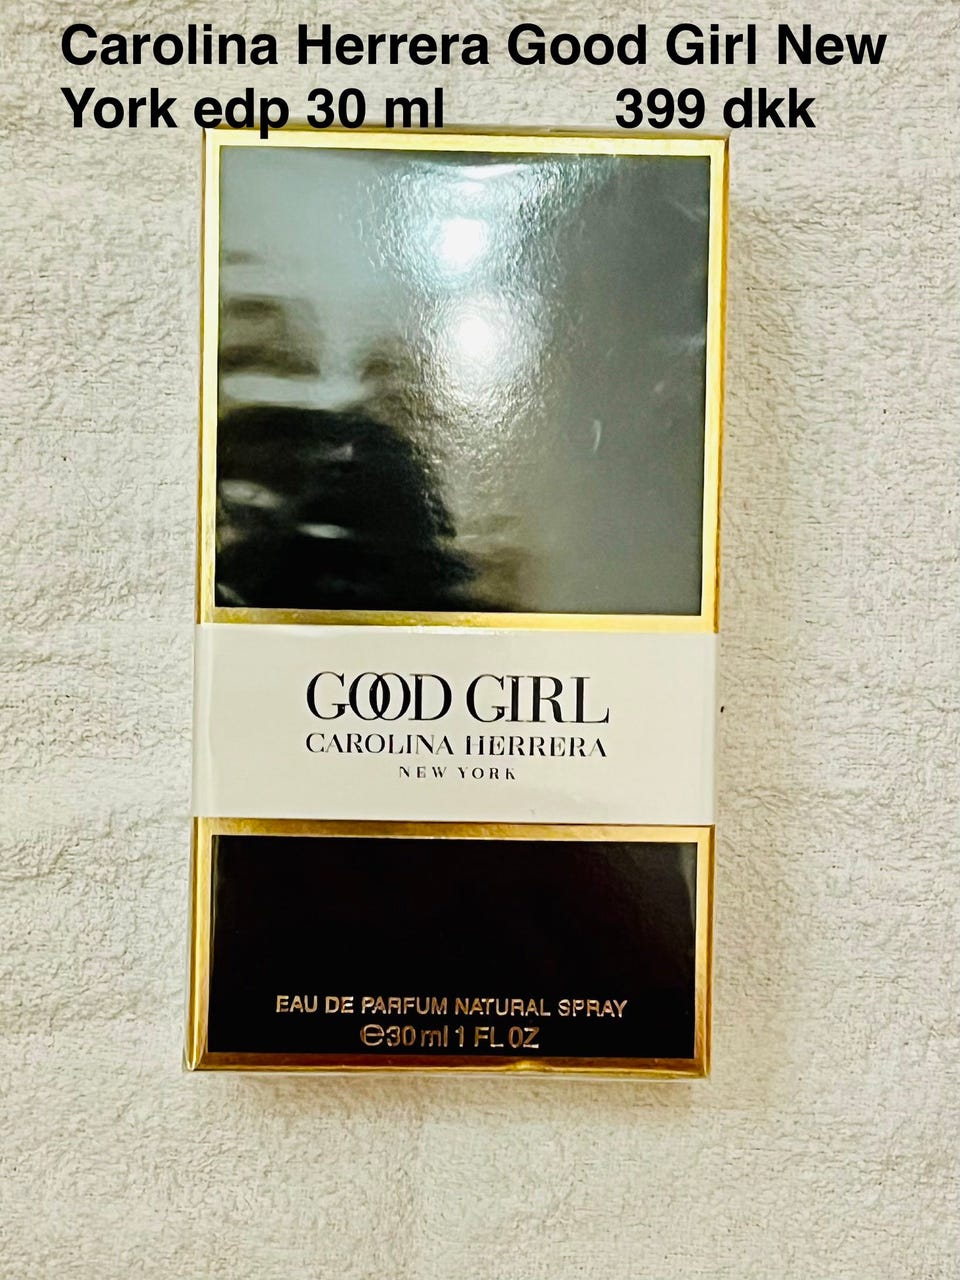 Carolina Herrera Good Girl New
York edp 30 ml 399 dkk
GOOD GIRL
CAROLINA HERRERA
NEW YORK
EAU DE PARFUM NATURAL SPRAY
℮30 ml 1 FL OZ